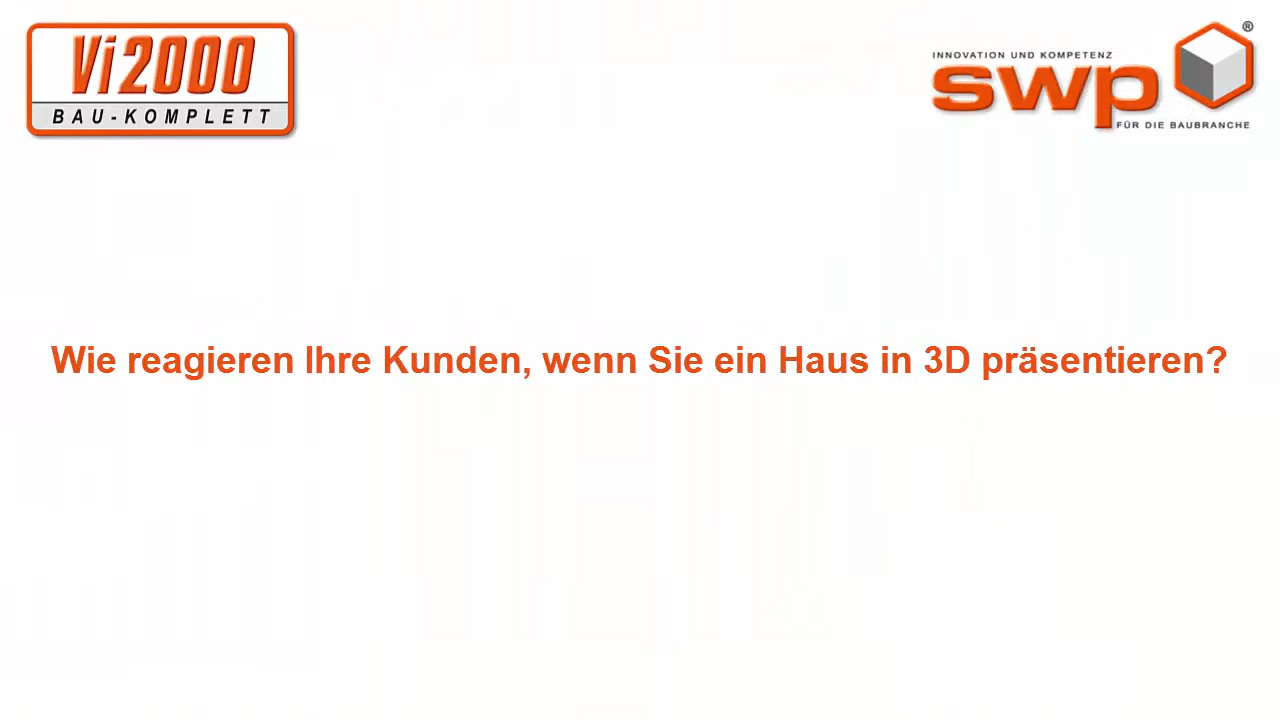 Vi2000
BAU-KOMPLETT
INNOVATION UND KOMPETENZ
swp
®
FÜR DIE BAUBRANCHE
Wie reagieren Ihre Kunden, wenn Sie ein Haus in 3D präsentieren?